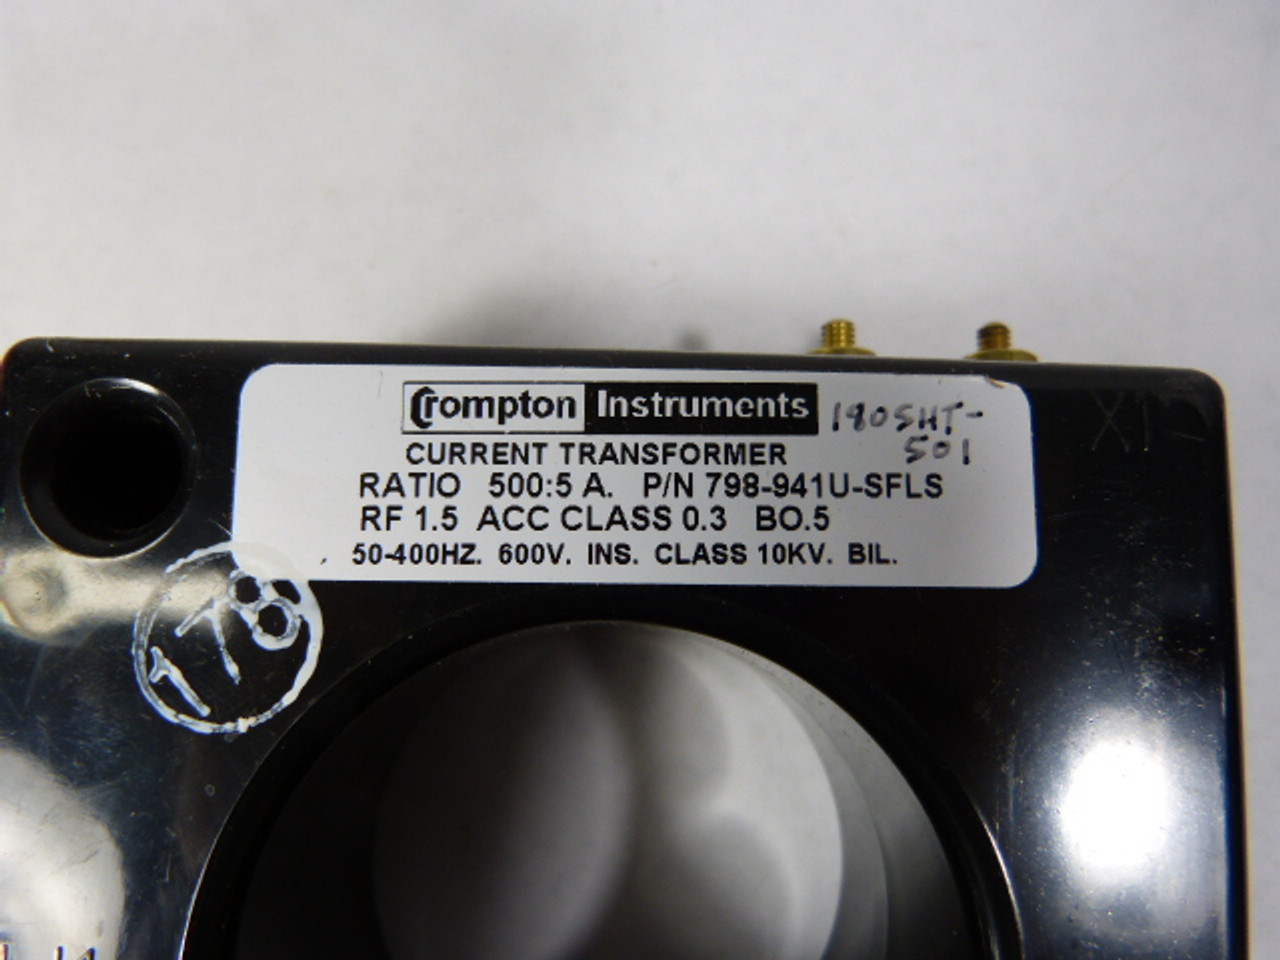 Crompton Instruments 180SHT-
501
CURRENT TRANSFORMER
RATIO 500:5 A. P/N 798-941U-SFLS
RF 1.5 ACC CLASS 0.3 BO.5
50-400HZ. 600V. INS. CLASS 10KV. BIL.
178
X1